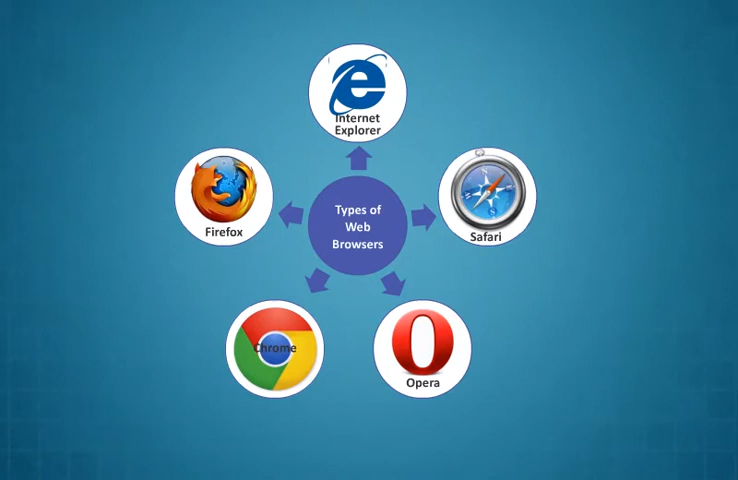 Internet
Explorer
Types of
Web
Browsers
Firefox
Safari
Chrome
Opera